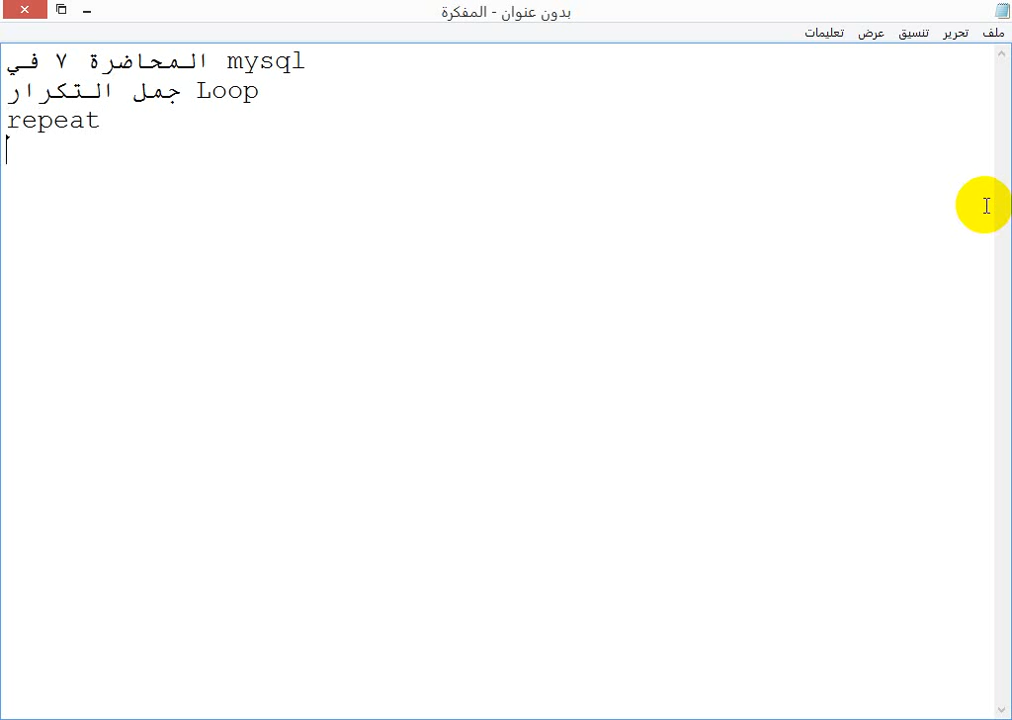 بدون عنوان - المفكرة
ملف تحرير تنسيق عرض تعليمات
المحاضرة ٧ في mysql
جمل التكرار Loop
repeat